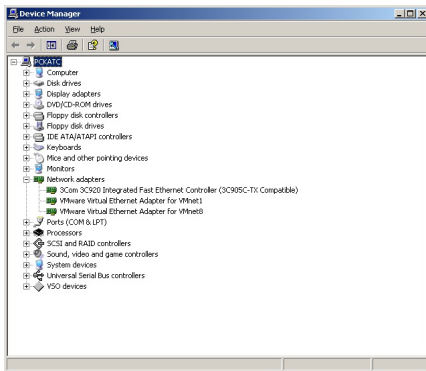 Device Manager
File Action View Help
PCKATC
Computer
Disk drives
Display adapters
DVD/CD-ROM drives
Floppy disk controllers
Floppy disk drives
IDE ATA/ATAPI controllers
Keyboards
Mice and other pointing devices
Monitors
Network adapters
3Com 3C920 Integrated Fast Ethernet Controller (3C905C-TX Compatible)
VMware Virtual Ethernet Adapter for VMnet1
VMware Virtual Ethernet Adapter for VMnet8
Ports (COM & LPT)
Processors
SCSI and RAID controllers
Sound, video and game controllers
System devices
Universal Serial Bus controllers
VSO devices